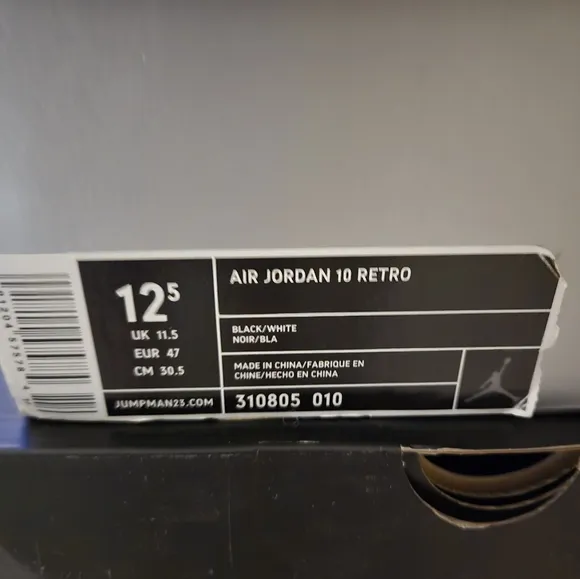 12⁵
UK 11.5
EUR 47
CM 30.5
JUMPMAN23.COM
AIR JORDAN 10 RETRO
BLACK/WHITE
NOIR/BLA
MADE IN CHINA/FABRIQUE EN
CHINE/HECHO EN CHINA
310805 010